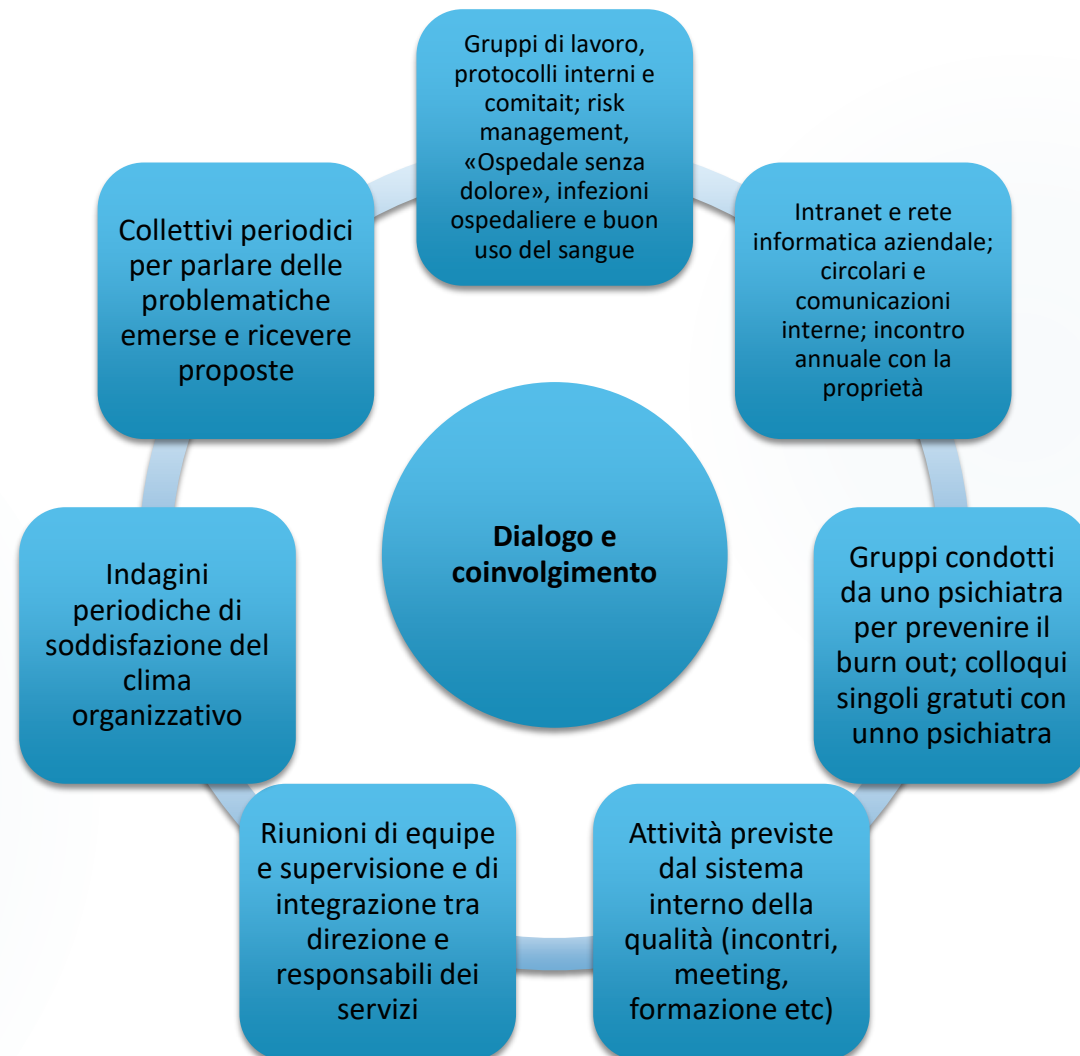 Gruppi di lavoro,
protocolli interni e
comitait; risk
management,
«Ospedale senza
dolore», infezioni
ospedaliere e buon
uso del sangue
Intranet e rete
informatica aziendale;
circolari e
comunicazioni
interne; incontro
annuale con la
proprietà
Gruppi condotti
da uno psichiatra
per prevenire il
burn out; colloqui
singoli gratuti con
unno psichiatra
Attività previste
dal sistema
interno della
qualità (incontri,
meeting,
formazione etc)
Riunioni di equipe
e supervisione e di
integrazione tra
direzione e
responsabili dei
servizi
Indagini
periodiche di
soddisfazione del
clima
organizzativo
Collettivi periodici
per parlare delle
problematiche
emerse e ricevere
proposte
Dialogo e
coinvolgimento